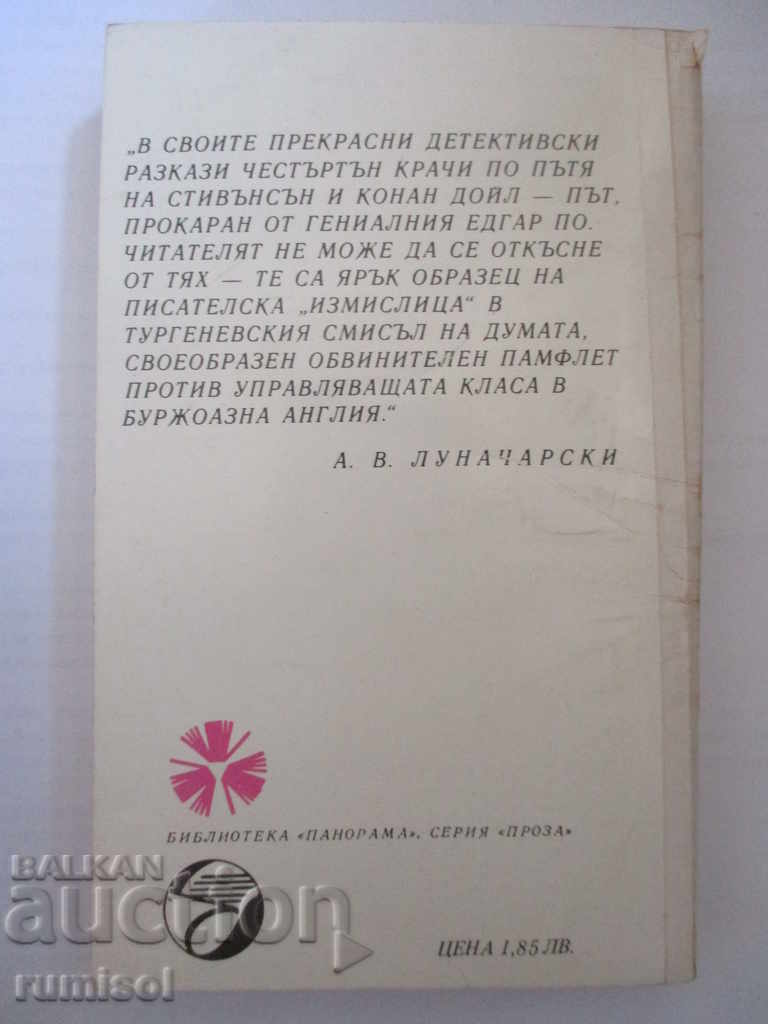 „В СВОИТЕ ПРЕКРАСНИ ДЕТЕКТИВСКИ
РАЗКАЗИ ЧЕСТЪРТЪН КРАЧИ ПО ПЪТЯ
НА СТИВЪНСЪН И КОНАН ДОЙЛ — ПЪТ,
ПРОКАРАН ОТ ГЕНИАЛНИЯ ЕДГАР ПО.
ЧИТАТЕЛЯТ НЕ МОЖЕ ДА СЕ ОТКЪСНЕ
ОТ ТЯХ — ТЕ СА ЯРЪК ОБРАЗЕЦ НА
ПИСАТЕЛСКА „ИЗМИСЛИЦА“ В
ТУРГЕНЕВСКИЯ СМИСЪЛ НА ДУМАТА,
СВОЕОБРАЗЕН ОБВИНИТЕЛЕН ПАМФЛЕТ
ПРОТИВ УПРАВЛЯВАЩАТА КЛАСА В
БУРЖОАЗНА АНГЛИЯ.“
А. В. ЛУНАЧАРСКИ
БИБЛИОТЕКА «ПАНОРАМА», СЕРИЯ «ПРОЗА»
BALKAN
auction
ЦЕНА 1,85 ЛВ.
rumisol